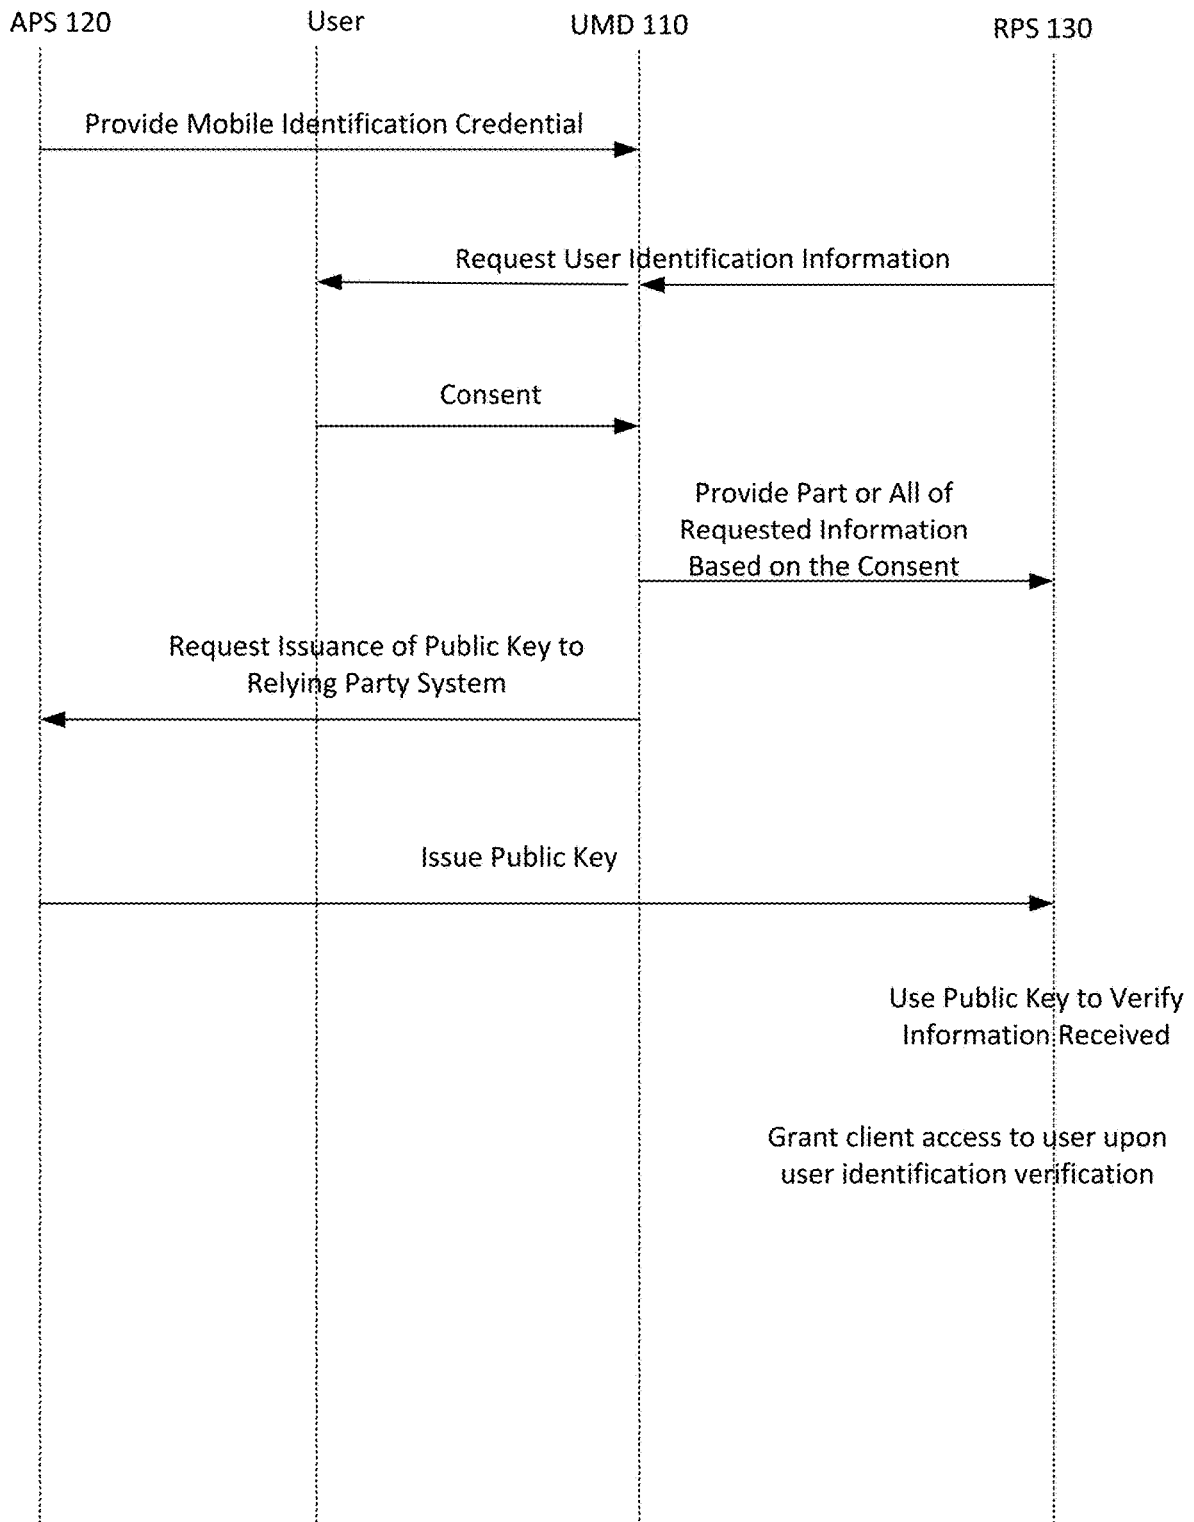 APS 120
User
UMD 110
RPS 130
Provide Mobile Identification Credential
Request User Identification Information
Consent
Provide Part or All of
Requested Information
Based on the Consent
Request Issuance of Public Key to
Relying Party System
Issue Public Key
Use Public Key to Verify
Information Received
Grant client access to user upon
user identification verification